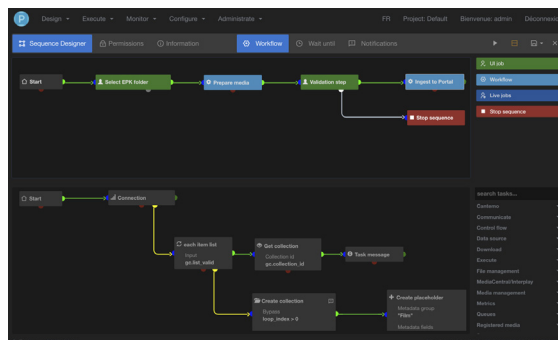 P
Design
Execute
Monitor
Configure
Administrate
FR
Project: Default
Bienvenue: admin
Déconnexio
Sequence Designer
Permissions
Information
Workflow
Wait until
Notifications
Start
Select EPK folder
Prepare media
Validation step
Ingest to Portal
Stop sequence
UI job
Workflow
Live jobs
Stop sequence
Start
Connection
each item list
Input
gc.list_valid
Get collection
Collection id
gc.collection_id
Task message
Create collection
Bypass
loop_index > 0
Create placeholder
Metadata group
"Film"
Metadata fields
search tasks...
Contenu
Communicate
Control flow
Data source
Download
Execute
File management
MediaCentral/Interplay
Media management
Metrics
Queues
Registered media